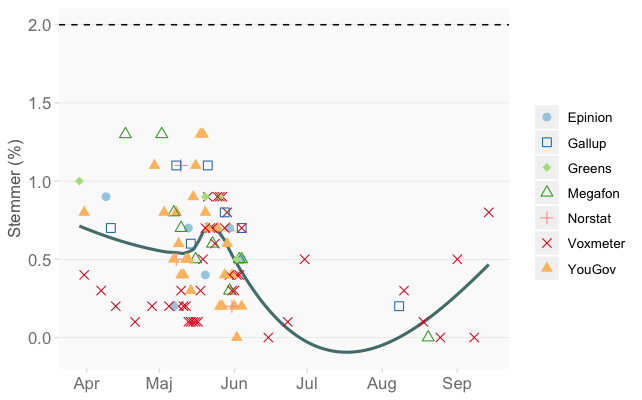 2.0
1.5
1.0
0.5
0.0
Stemmer (%)
Apr Maj Jun Jul Aug Sep
Epinion
Gallup
Greens
Megafon
Norstat
Voxmeter
YouGov